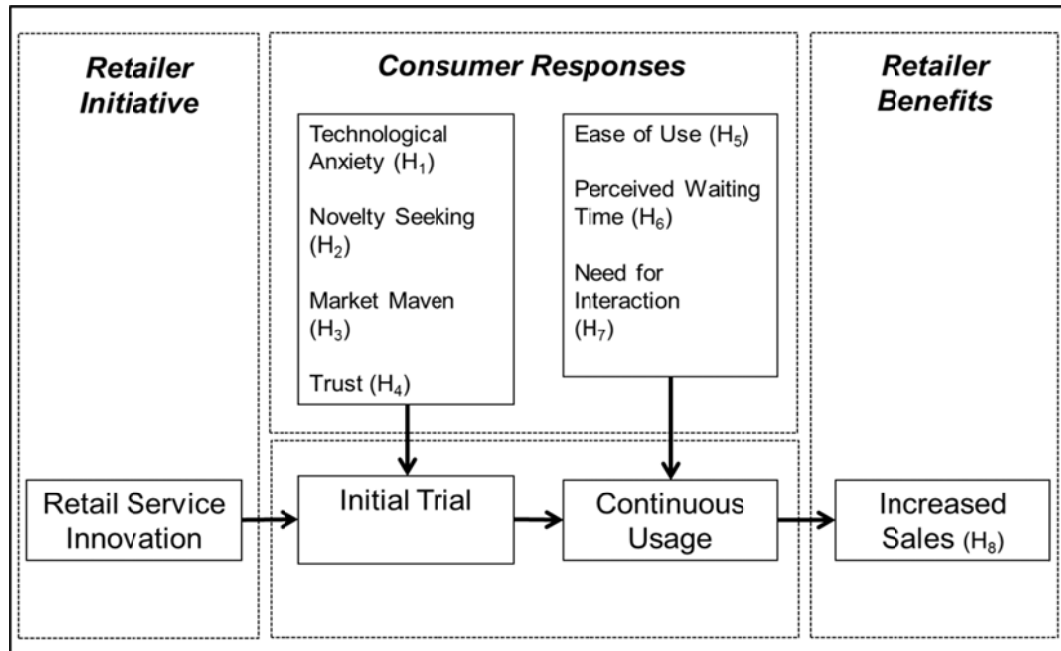 Retailer
Initiative
Consumer Responses
Retailer
Benefits
Technological
Anxiety (H₁)
Novelty Seeking
(H₂)
Market Maven
(H₃)
Trust (H₄)
Ease of Use (H₅)
Perceived Waiting
Time (H₆)
Need for
Interaction
(H₇)
Retail Service
Innovation
Initial Trial
Continuous
Usage
Increased
Sales (H₈)